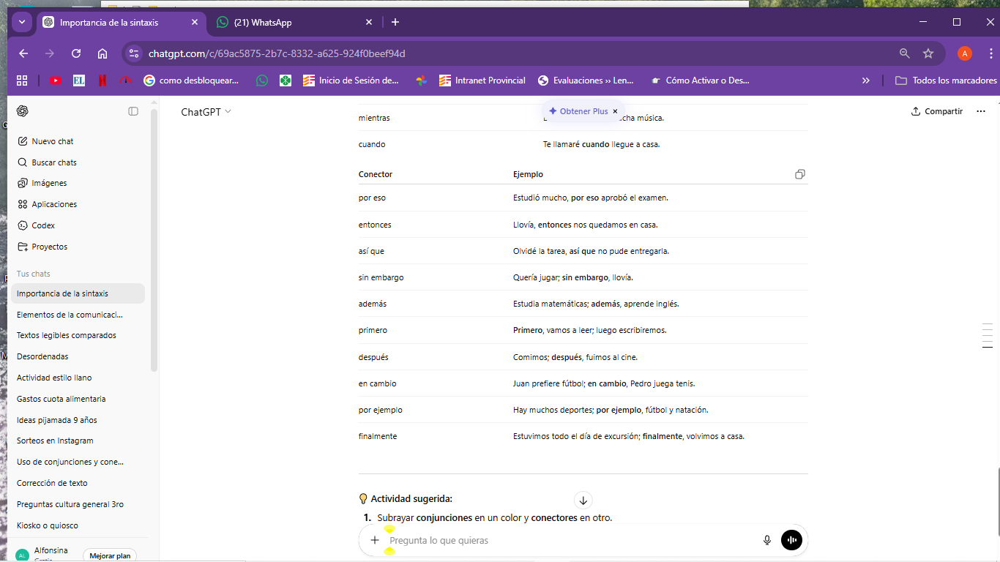 Importancia de la sintaxis
(21) WhatsApp
chatgpt.com/c/69ac5875-2b7c-8332-a625-924f0beef94d
A
EL
como desbloquear...
Inicio de Sesión de...
Intranet Provincial
Evaluaciones ›› Len...
Cómo Activar o Des...
»
Todos los marcadores
ChatGPT
Obtener Plus ×
Compartir
Nuevo chat
Buscar chats
Imágenes
Aplicaciones
Codex
Proyectos
Tus chats
Importancia de la sintaxis
Elementos de la comunicaci...
Textos legibles comparados
Desordenadas
Actividad estilo llano
Gastos cuota alimentaria
Ideas pijamada 9 años
Sorteos en Instagram
Uso de conjunciones y cone...
Corrección de texto
Preguntas cultura general 3ro
Kiosko o quiosco
AL
Alfonsina
Mejorar plan
mientras música.
cuando Te llamaré cuando llegue a casa.
Conector Ejemplo
por eso Estudió mucho, por eso aprobó el examen.
entonces Llovía, entonces nos quedamos en casa.
así que Olvidé la tarea, así que no pude entregarla.
sin embargo Quería jugar; sin embargo, llovía.
además Estudia matemáticas; además, aprende inglés.
primero Primero, vamos a leer; luego escribiremos.
después Comimos; después, fuimos al cine.
en cambio Juan prefiere fútbol; en cambio, Pedro juega tenis.
por ejemplo Hay muchos deportes; por ejemplo, fútbol y natación.
finalmente Estuvimos todo el día de excursión; finalmente, volvimos a casa.
Actividad sugerida:
1. Subrayar conjunciones en un color y conectores en otro.
Pregunta lo que quieras